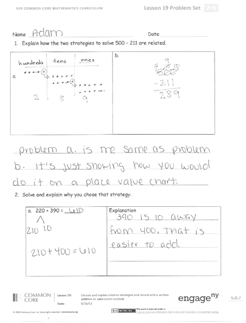 NYS COMMON CORE MATHEMATICS CURRICULUM
Lesson 19 Problem Set
Name Adam Date
1. Explain how the two strategies to solve 500 - 211 are related.
a.
hundreds tens ones
2 8 9
b.
- 211
289
problem a. is the same as problem
b. it's just showing how you would
do it on a place value chart.
2. Solve and explain why you chose that strategy.
a. 220 + 390 = 610
210 10
210 + 400 = 610
Explanation
390 is 10 away
from 400. That is
easier to add
COMMON
CORE
Lesson 19:
engage ny